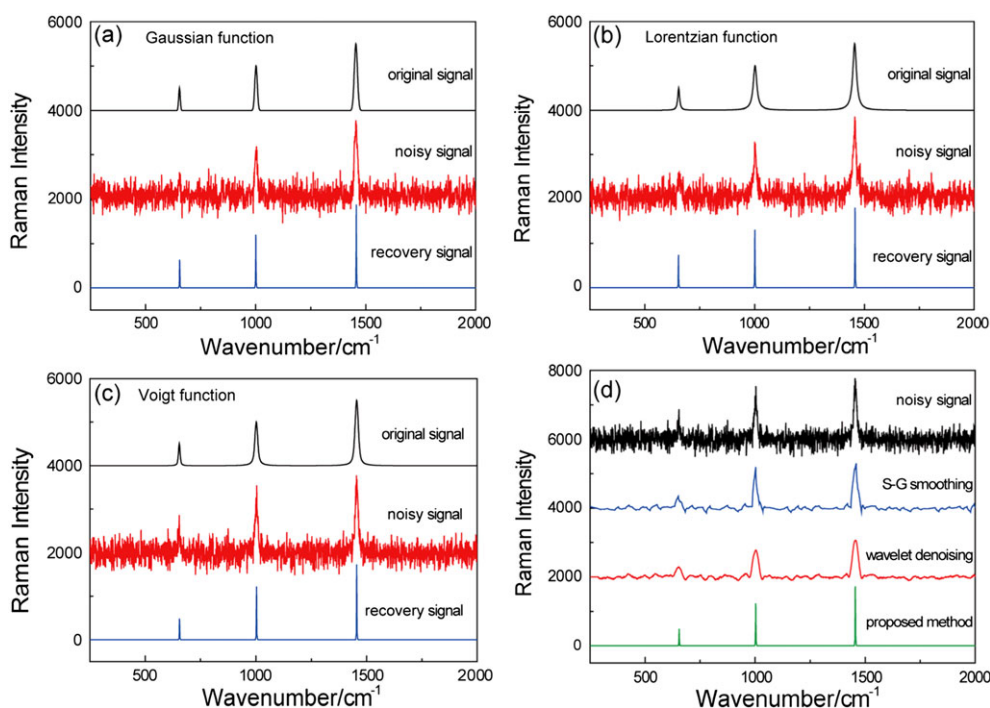 (a) Gaussian function
6000
4000
2000
0
original signal
noisy signal
recovery signal
500 1000 1500 2000
Raman Intensity
Wavenumber/cm⁻¹
(b) Lorentzian function
6000
4000
2000
0
original signal
noisy signal
recovery signal
500 1000 1500 2000
Raman Intensity
Wavenumber/cm⁻¹
(c) Voigt function
6000
4000
2000
0
original signal
noisy signal
recovery signal
500 1000 1500 2000
Raman Intensity
Wavenumber/cm⁻¹
(d)
8000
6000
4000
2000
0
noisy signal
S-G smoothing
wavelet denoising
proposed method
500 1000 1500 2000
Raman Intensity
Wavenumber/cm⁻¹